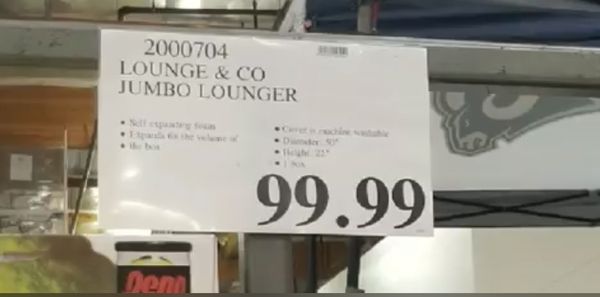 2000704
LOUNGE & CO
JUMBO LOUNGER
• Self expanding foam
• Expands 6x the volume of
• the box
• Cover is machine washable
• Diameter: 50"
• Height: 22"
• 1 box
99.99